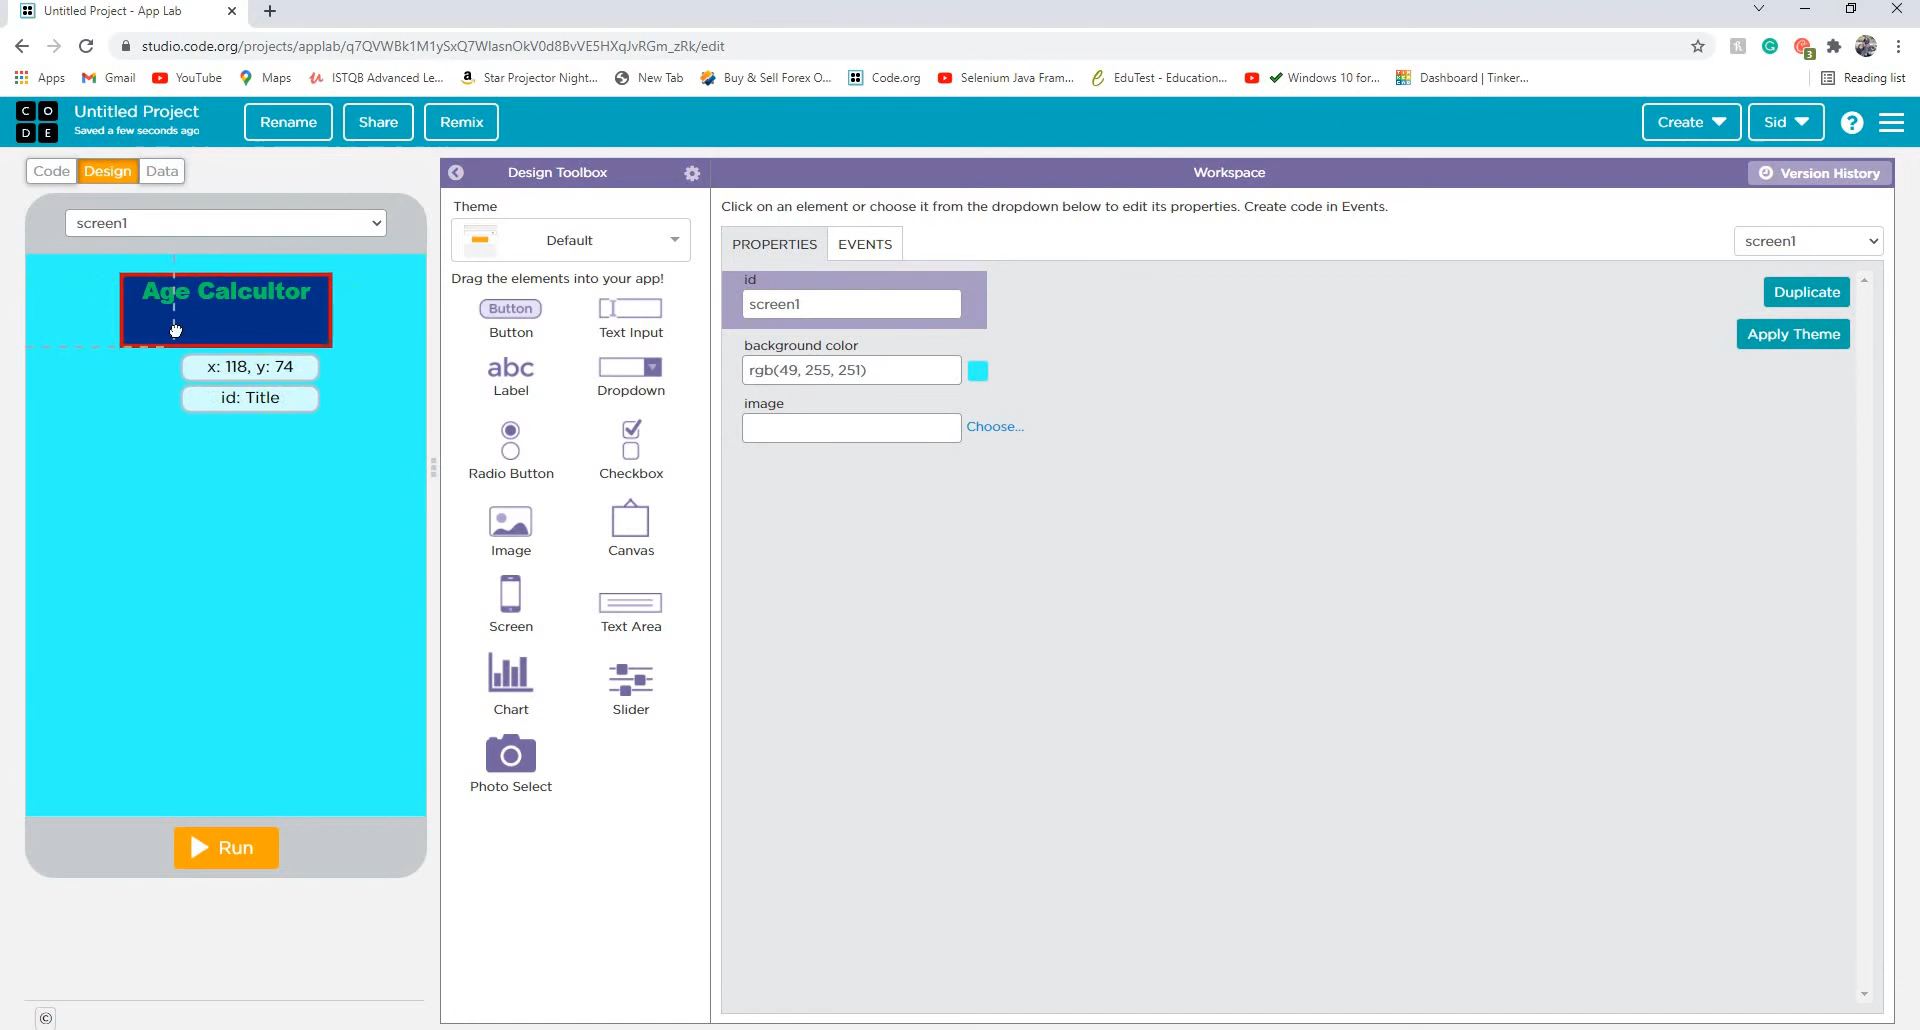 Untitled Project - App Lab
studio.code.org/projects/applab/q7QVWBk1M1ySxQ7WlasnOkV0d8BvVE5HXqJvRGm_zRk/edit
3
Apps Gmail YouTube Maps ISTQB Advanced Le... Star Projector Night... New Tab Buy & Sell Forex O... Code.org Selenium Java Fram... EduTest - Education... Windows 10 for... Dashboard | Tinker... Reading list
C O D E
Untitled Project
Saved a few seconds ago
Rename Share Remix Create Sid ?
Code Design Data
Design Toolbox Workspace Version History
screen1
Age Calcultor
x: 118, y: 74
id: Title
Run
©
Theme
Default
Drag the elements into your app!
Button
Button Text Input
abc
Label Dropdown
Radio Button Checkbox
Image Canvas
Screen Text Area
Chart Slider
Photo Select
Click on an element or choose it from the dropdown below to edit its properties. Create code in Events.
PROPERTIES EVENTS screen1
id
screen1
Duplicate
Apply Theme
background color
rgb(49, 255, 251)
image
Choose...